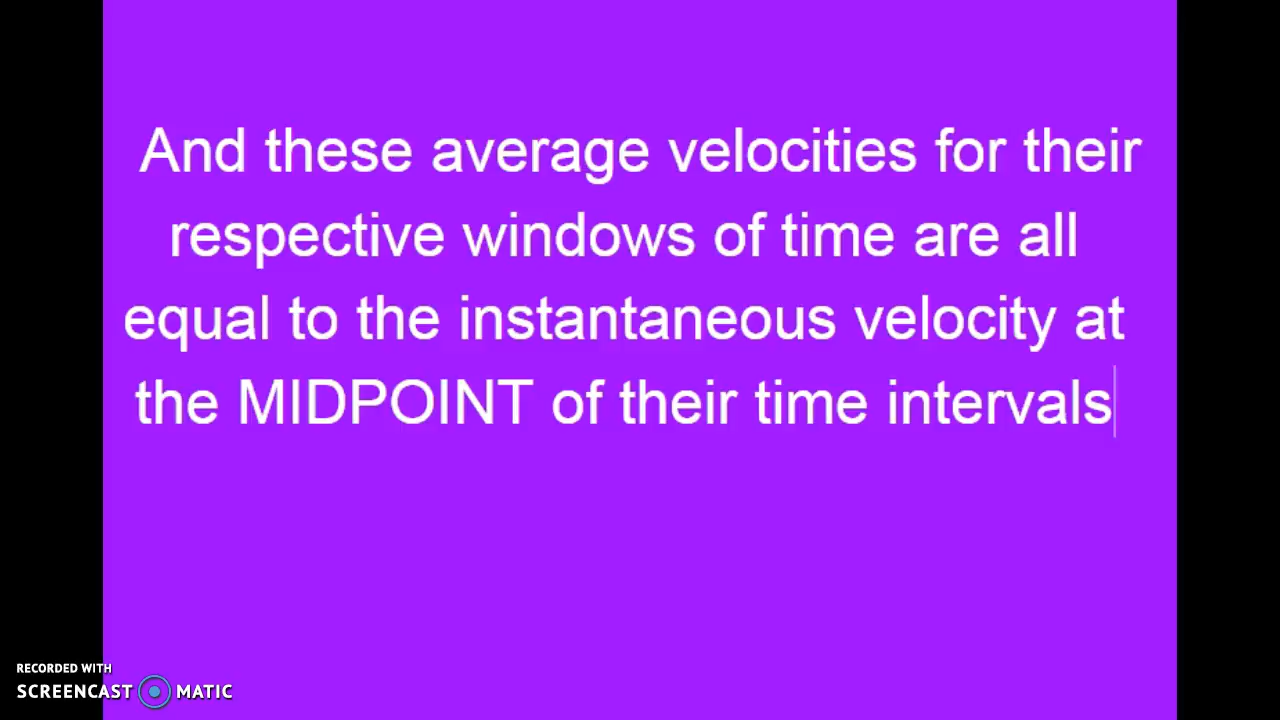 And these average velocities for their
respective windows of time are all
equal to the instantaneous velocity at
the MIDPOINT of their time intervals
RECORDED WITH
SCREENCAST MATIC